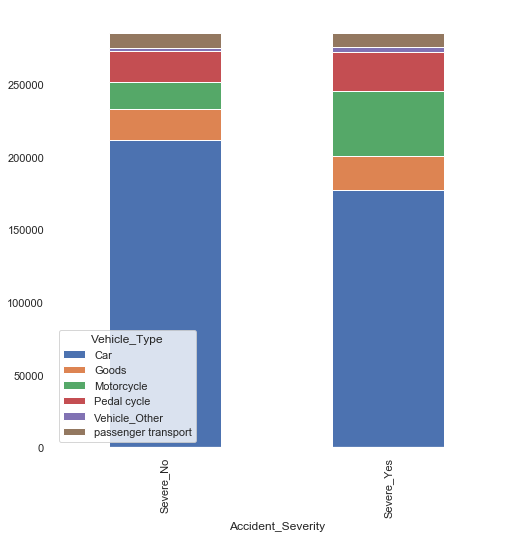 250000
200000
150000
100000
50000
0
Vehicle_Type
Car
Goods
Motorcycle
Pedal cycle
Vehicle_Other
passenger transport
Severe_No
Severe_Yes
Accident_Severity